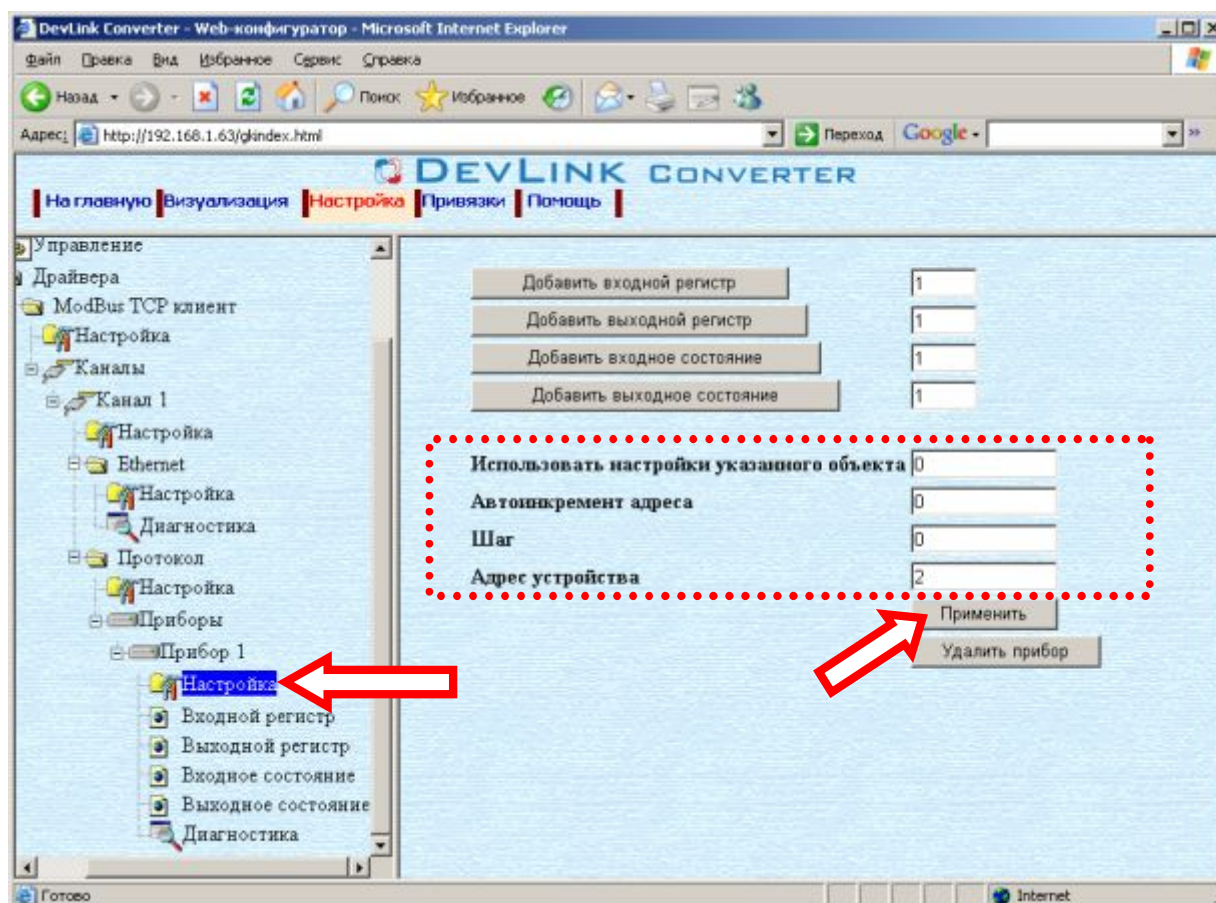 DevLink Converter - Web-конфигуратор - Microsoft Internet Explorer
Файл Правка Вид Избранное Сервис Справка
Назад Поиск Избранное
Адрес: http://192.168.1.63/gkindex.html Переход Google
DEVLINK CONVERTER
На главную Визуализация Настройка Привязки Помощь
Управление
Драйвера
ModBus TCP клиент
Настройка
Каналы
Канал 1
Настройка
Ethernet
Настройка
Диагностика
Протокол
Настройка
Приборы
Прибор 1
Настройка
Входной регистр
Выходной регистр
Входное состояние
Выходное состояние
Диагностика
Добавить входной регистр 1
Добавить выходной регистр 1
Добавить входное состояние 1
Добавить выходное состояние 1
Использовать настройки указанного объекта 0
Автоинкремент адреса 0
Шаг 0
Адрес устройства 2
Применить
Удалить прибор
Готово Internet